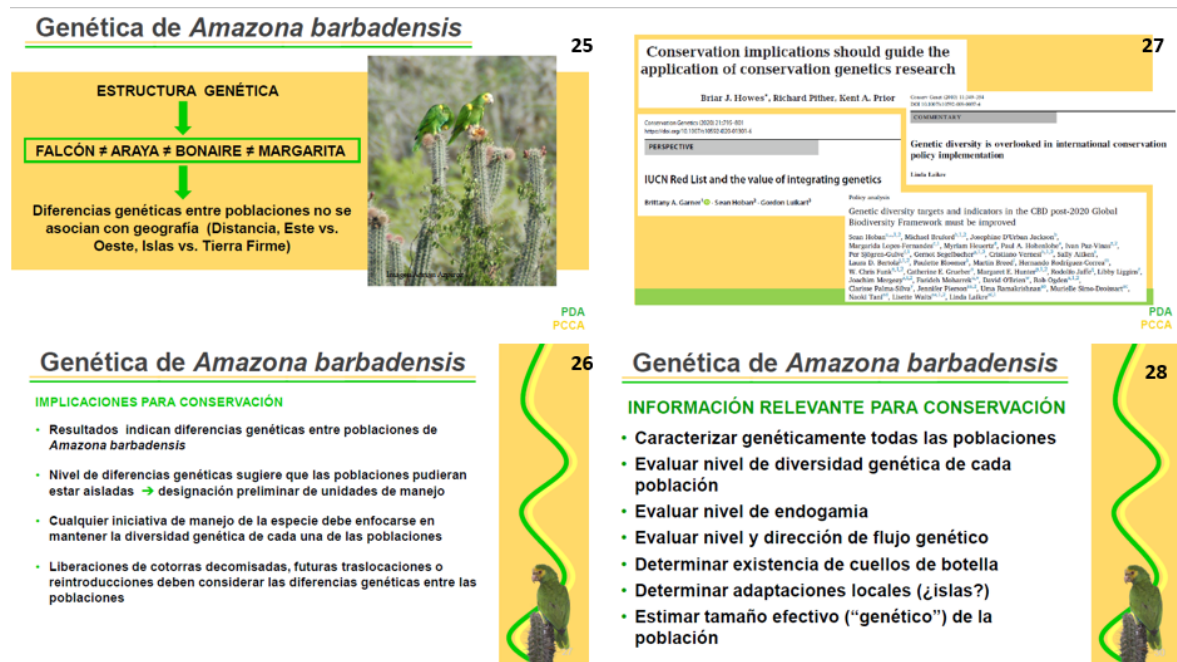 Genética de Amazona barbadensis
25
ESTRUCTURA GENÉTICA
FALCÓN ≠ ARAYA ≠ BONAIRE ≠ MARGARITA
Diferencias genéticas entre poblaciones no se
asocian con geografía (Distancia, Este vs.
Oeste, Islas vs. Tierra Firme)
PDA
PCCA
Genética de Amazona barbadensis
26
IMPLICACIONES PARA CONSERVACIÓN
• Resultados indican diferencias genéticas entre poblaciones de
Amazona barbadensis
• Nivel de diferencias genéticas sugiere que las poblaciones pudieran
estar aisladas ➔ designación preliminar de unidades de manejo
• Cualquier iniciativa de manejo de la especie debe enfocarse en
mantener la diversidad genética de cada una de las poblaciones
• Liberaciones de cotorras decomisadas, futuras traslocaciones o
reintroducciones deben considerar las diferencias genéticas entre las
poblaciones
27
Conservation implications should guide the
application of conservation genetics research
Briar J. Howes*, Richard Pither, Kent A. Prior
COMMENTARY
Genetic diversity is overlooked in international conservation
policy implementation
Linda Laikre
PERSPECTIVE
IUCN Red List and the value of integrating genetics
Brittany A. Garner · Sean Hoban · Gordon Luikart
Policy analysis
Genetic diversity targets and indicators in the CBD post-2020 Global
Biodiversity Framework must be improved
PDA
PCCA
Genética de Amazona barbadensis
28
INFORMACIÓN RELEVANTE PARA CONSERVACIÓN
• Caracterizar genéticamente todas las poblaciones
• Evaluar nivel de diversidad genética de cada
población
• Evaluar nivel de endogamia
• Evaluar nivel y dirección de flujo genético
• Determinar existencia de cuellos de botella
• Determinar adaptaciones locales (¿islas?)
• Estimar tamaño efectivo (“genético”) de la
población